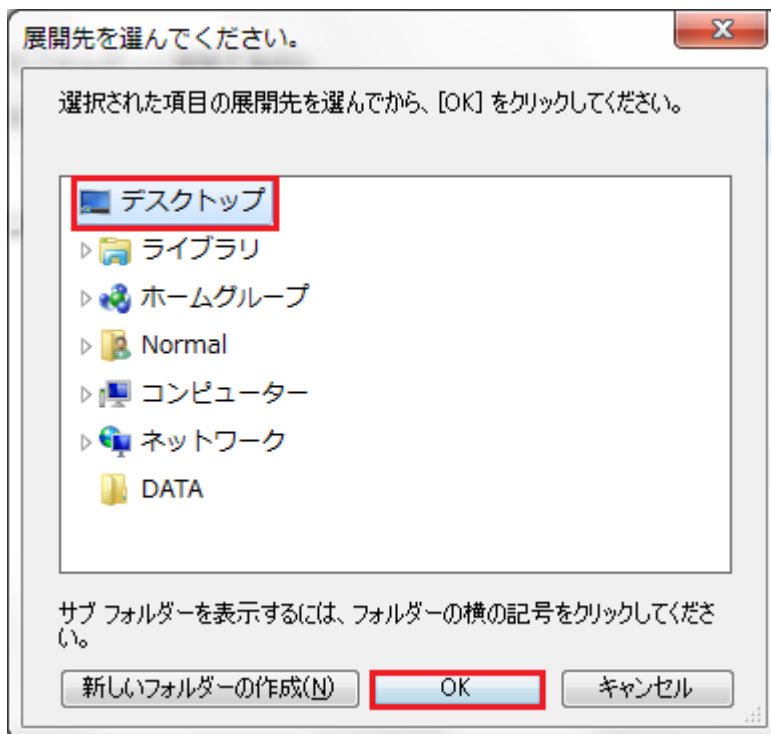 展開先を選んでください。
選択された項目の展開先を選んでから、[OK] をクリックしてください。
デスクトップ
ライブラリ
ホームグループ
Normal
コンピューター
ネットワーク
DATA
サブ フォルダーを表示するには、フォルダーの横の記号をクリックしてくださ
い。
新しいフォルダーの作成(N) OK キャンセル